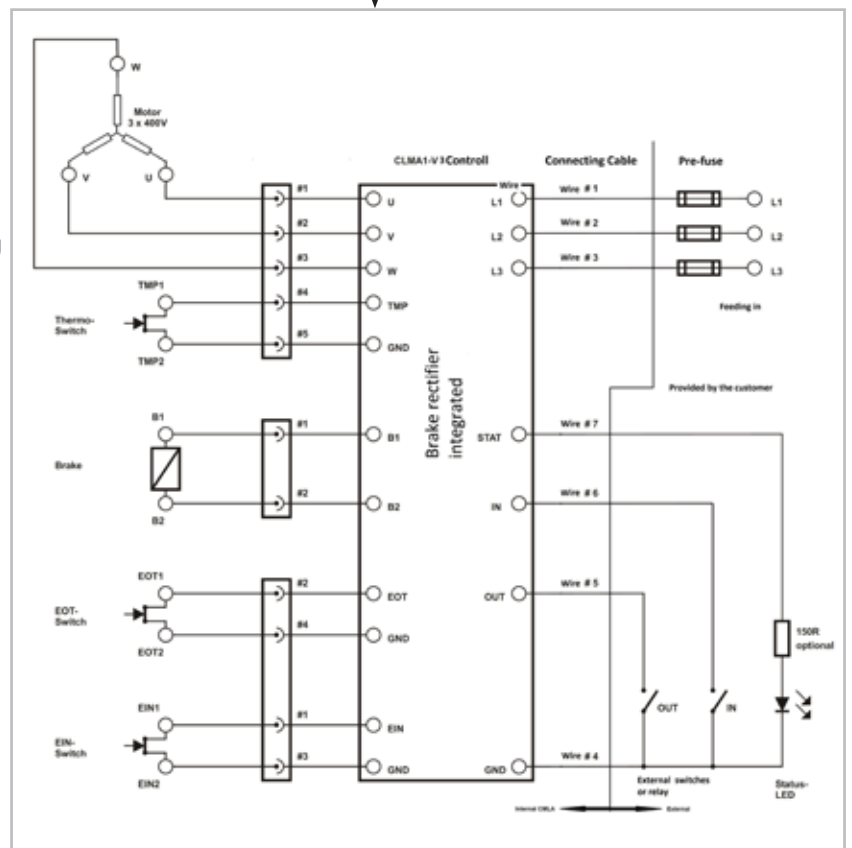 W
Motor
3 x 400V
V
U
CLMA1-V3 Controll
Connecting Cable
Pre-fuse
Wire
#1
U
L1
Wire # 1
L1
#2
V
L2
Wire # 2
L2
#3
W
L3
Wire # 3
L3
TMP1
#4
TMP
Thermo-
Switch
Feeding in
TMP2
#5
GND
Brake rectifier
integrated
Provided by the customer
B1
#1
B1
STAT
Wire # 7
Brake
B2
#2
B2
IN
Wire # 6
EOT1
#2
EOT
OUT
Wire # 5
EOT-
Switch
EOT2
#4
GND
150R
optional
EIN1
#1
EIN
OUT
IN
EIN-
Switch
EIN2
#3
GND
GND
Wire # 4
External switches
or relay
Status-
LED
Internal CMLA
External